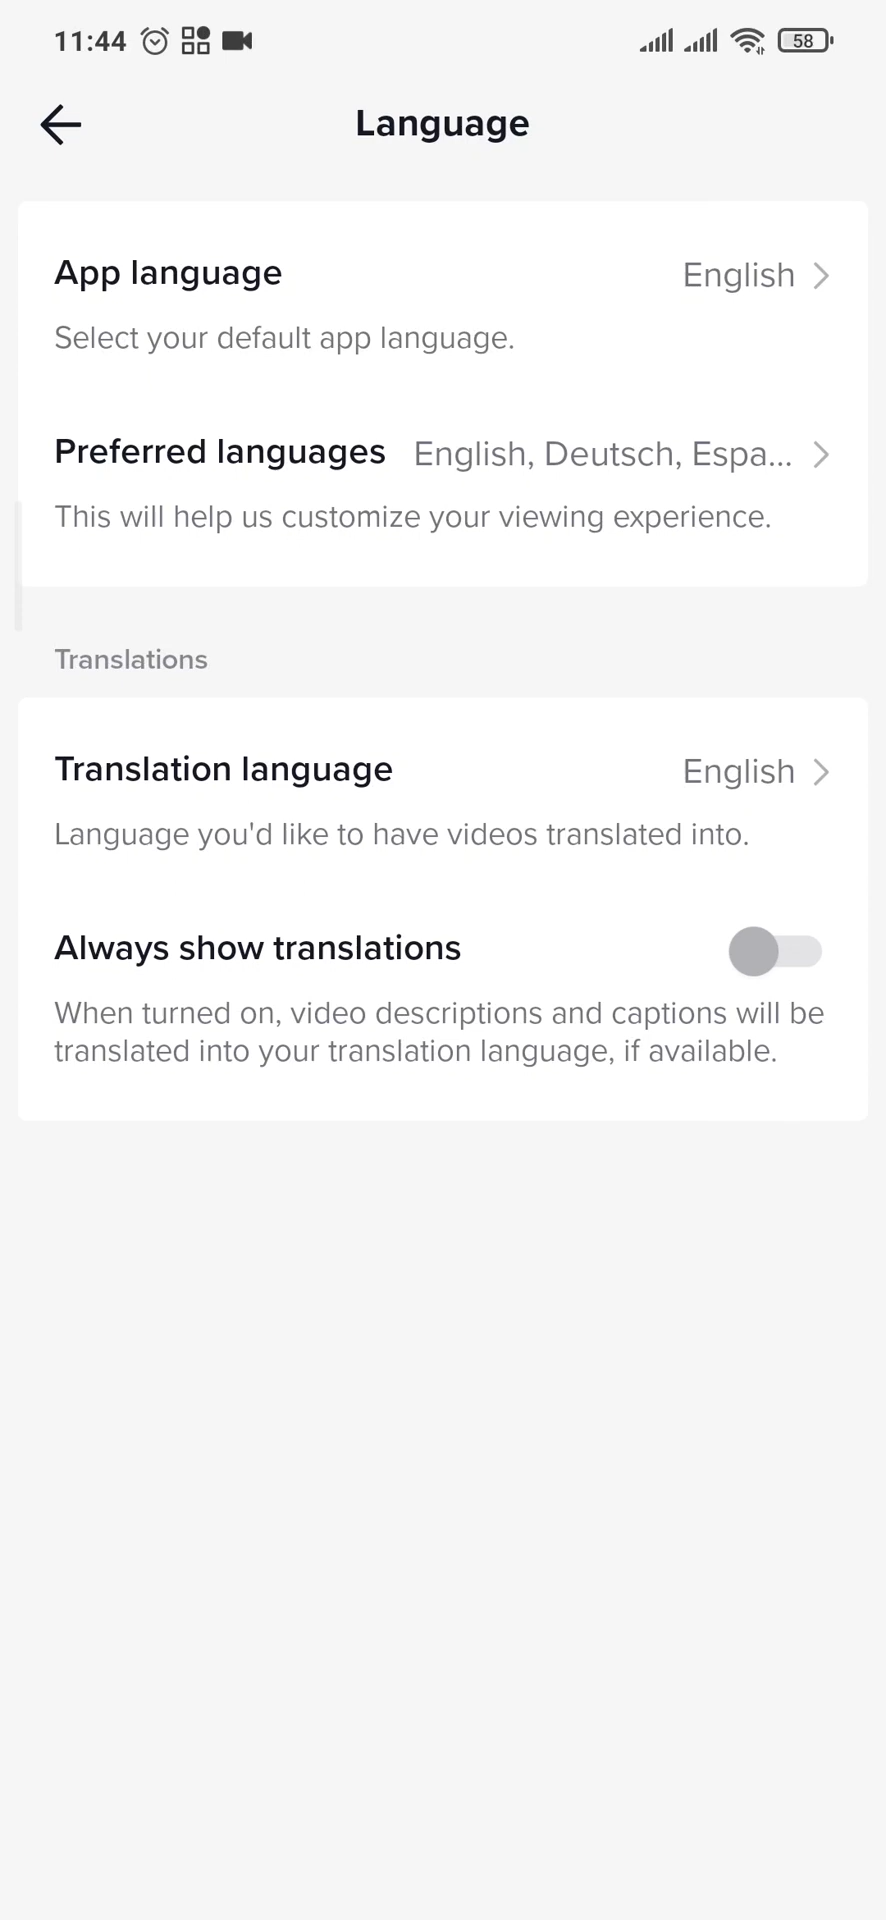 11:44
58
Language
App language
English
Select your default app language.
Preferred languages
English, Deutsch, Espa...
This will help us customize your viewing experience.
Translations
Translation language
English
Language you'd like to have videos translated into.
Always show translations
When turned on, video descriptions and captions will be
translated into your translation language, if available.